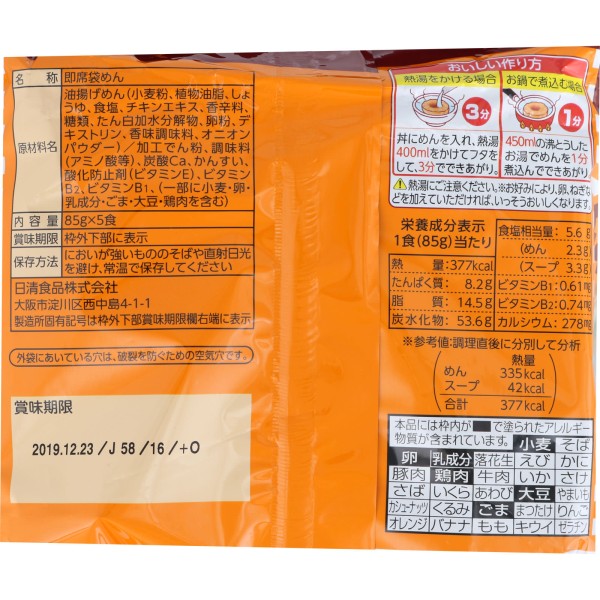 名称 即席袋めん
原材料名 油揚げめん(小麦粉、植物油脂、しょ
うゆ、食塩、チキンエキス、香辛料、
糖類、たん白加水分解物、卵粉、デ
キストリン、香味調味料、オニオン
パウダー)/加工でん粉、調味料
(アミノ酸等)、炭酸Ca、かんすい、
酸化防止剤(ビタミンE)、ビタミン
B2、ビタミンB1、(一部に小麦・卵・
乳成分・ごま・大豆・鶏肉を含む)
内容量 85g×5食
賞味期限 枠外下部に表示
保存方法 においが強いもののそばや直射日光
を避け、常温で保存してください
日清食品株式会社
大阪市淀川区西中島4-1-1
製造所固有記号は枠外下部賞味期限欄右端に表示
外袋にあいている穴は、破裂を防ぐための空気穴です。
賞味期限
2019.12.23/J 58/16/+O
おいしい作り方
熱湯をかける場合
3分
丼にめんを入れ、熱湯
400mlをかけてフタを
して、3分でできあがり。
お鍋で煮込む場合
1分
450mlの沸とうした
お湯でめんを1分
煮込んでできあがり。
熱湯にご注意ください。※お好みにより、卵、ねぎな
どを加えていただければ、いっそうおいしくなります。
栄養成分表示
1食(85g)当たり
熱量:377kcal
たんぱく質:8.2g
脂質:14.5g
炭水化物:53.6g
食塩相当量:5.6g
(めん:2.3g)
(スープ:3.3g)
ビタミンB1:0.61mg
ビタミンB2:0.74mg
カルシウム:278mg
※参考値:調理直後に分別して分析
熱量
めん 335kcal
スープ 42kcal
合計 377kcal
本品には枠内が■で塗られたアレルギー
物質が含まれています。 小麦 そば
卵 乳成分 落花生 えび かに
豚肉 鶏肉 牛肉 いか さけ
さば いくら あわび 大豆 やまいも
カシューナッツ くるみ ごま まつたけ りんご
オレンジ バナナ もも キウイ ゼラチン